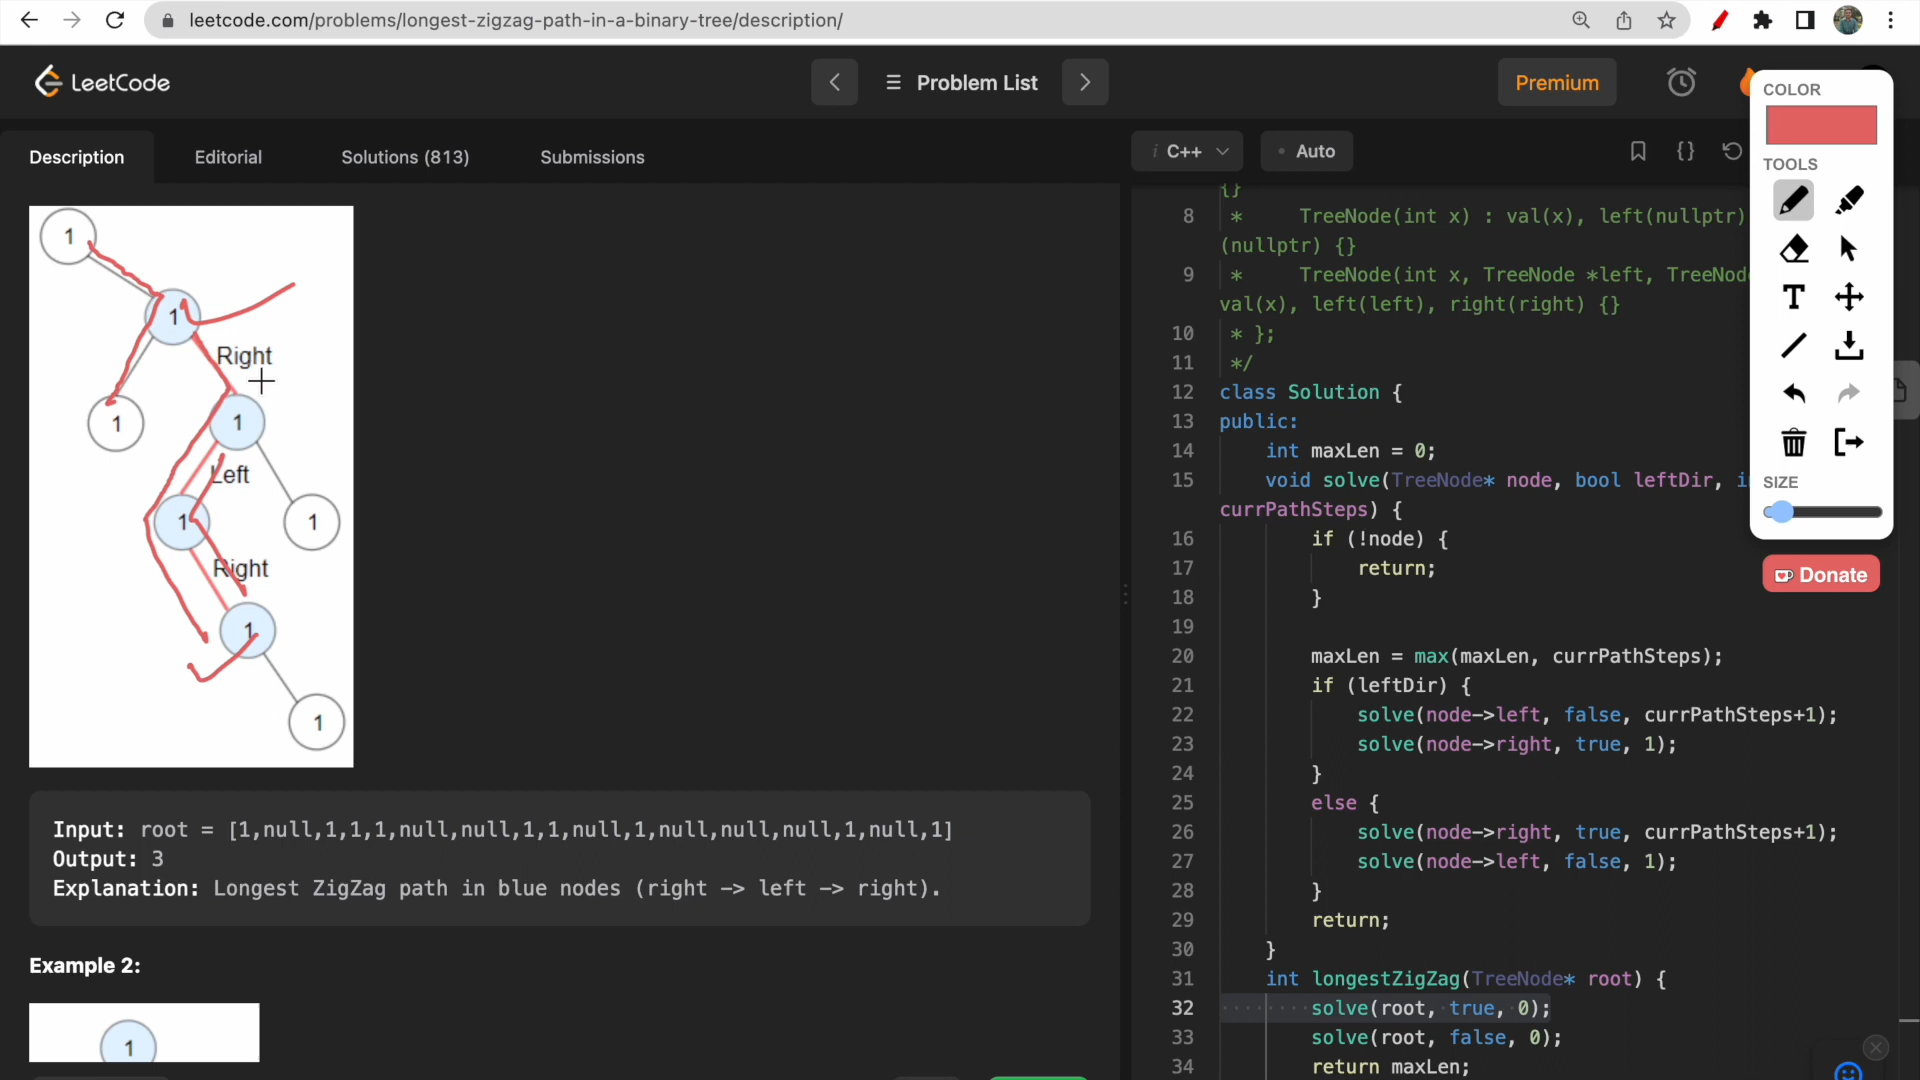 leetcode.com/problems/longest-zigzag-path-in-a-binary-tree/description/
LeetCode
Problem List
Premium
Description
Editorial
Solutions (813)
Submissions
1
1
Right
1
1
Left
1
1
Right
1
1
Input: root = [1,null,1,1,1,null,null,1,1,null,1,null,null,null,1,null,1]
Output: 3
Explanation: Longest ZigZag path in blue nodes (right -> left -> right).
Example 2:
1
i C++
Auto
{}
8 * TreeNode(int x) : val(x), left(nullptr)
(nullptr) {}
9 * TreeNode(int x, TreeNode *left,
val(x), left(left), right(right) {}
10 * };
11 */
12 class Solution {
13 public:
14 int maxLen = 0;
15 void solve(TreeNode* node, bool leftDir,
currPathSteps) {
16 if (!node) {
17 return;
18 }
19
20 maxLen = max(maxLen, currPathSteps);
21 if (leftDir) {
22 solve(node->left, false, currPathSteps+1);
23 solve(node->right, true, 1);
24 }
25 else {
26 solve(node->right, true, currPathSteps+1);
27 solve(node->left, false, 1);
28 }
29 return;
30 }
31 int longestZigZag(TreeNode* root) {
32 solve(root, true, 0);
33 solve(root, false, 0);
34 return maxLen;
COLOR
TOOLS
T
SIZE
Donate